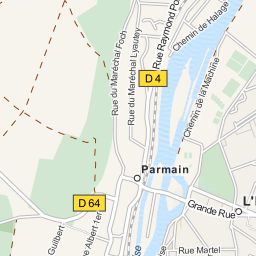 Rue du Maréchal Foch
Rue du Maréchal Lyautey
Rue Raymond Po
Chemin de Halage
D 4
Chemin de la Machine
Parmain
D 64
Grande Rue
L'I
Guilbert
e Albert 1er
se
Rue Martel